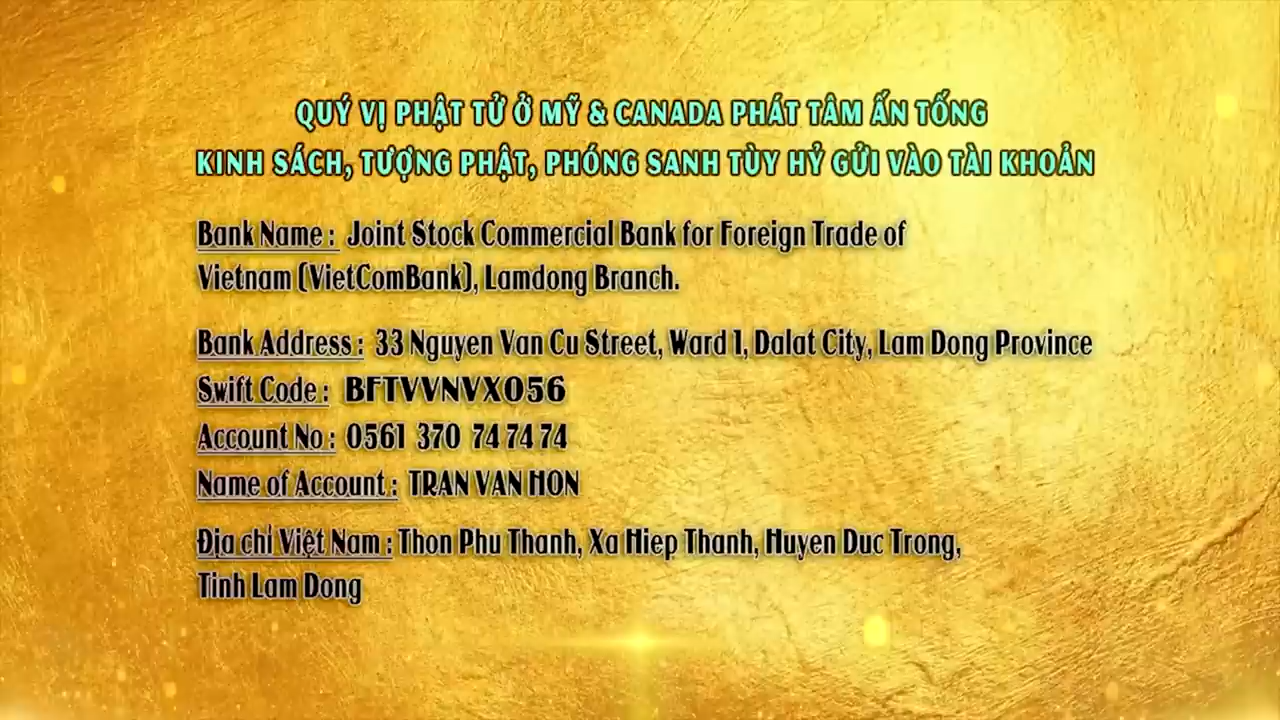 QUÝ VỊ PHẬT TỬ Ở MỸ & CANADA PHÁT TÂM ẤN TỐNG
KINH SÁCH, TƯỢNG PHẬT, PHÓNG SANH TÙY HỶ GỬI VÀO TÀI KHOẢN
Bank Name : Joint Stock Commercial Bank for Foreign Trade of
Vietnam (VietComBank), Lamdong Branch.
Bank Address : 33 Nguyen Van Cu Street, Ward 1, Dalat City, Lam Dong Province
Swift Code : BFTVVNVX056
Account No : 0561 370 74 74 74
Name of Account : TRAN VAN HON
Địa chỉ Việt Nam : Thon Phu Thanh, Xa Hiep Thanh, Huyen Duc Trong,
Tinh Lam Dong